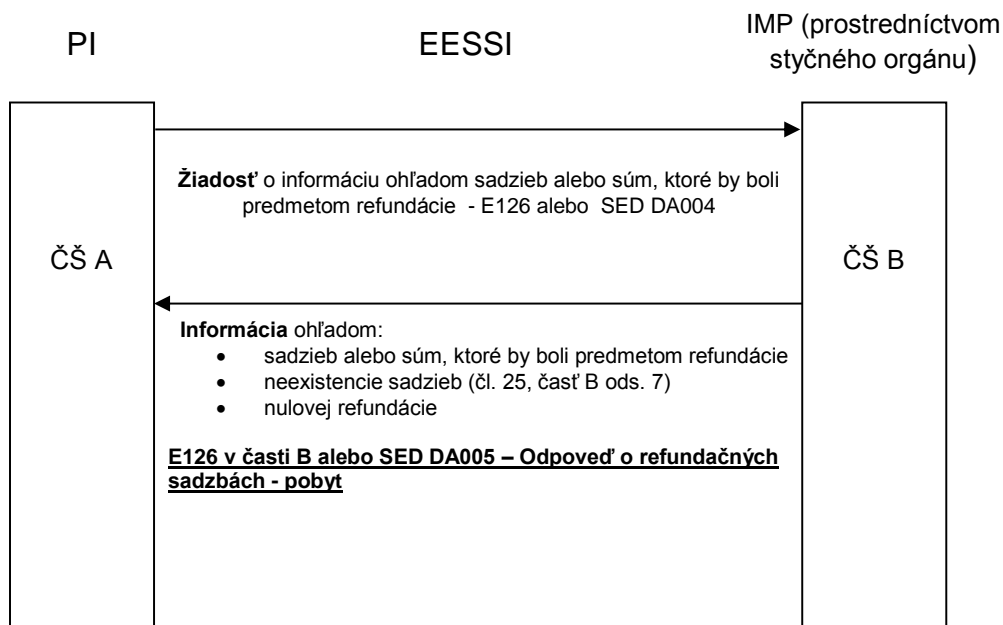 PI
EESSI
IMP (prostredníctvom
styčného orgánu)
Žiadosť o informáciu ohľadom sadzieb alebo súm, ktoré by boli
predmetom refundácie - E126 alebo SED DA004
ČŠ A
ČŠ B
Informácia ohľadom:
• sadzieb alebo súm, ktoré by boli predmetom refundácie
• neexistencie sadzieb (čl. 25, časť B ods. 7)
• nulovej refundácie
E126 v časti B alebo SED DA005 – Odpoveď o refundačných
sadzbách - pobyt